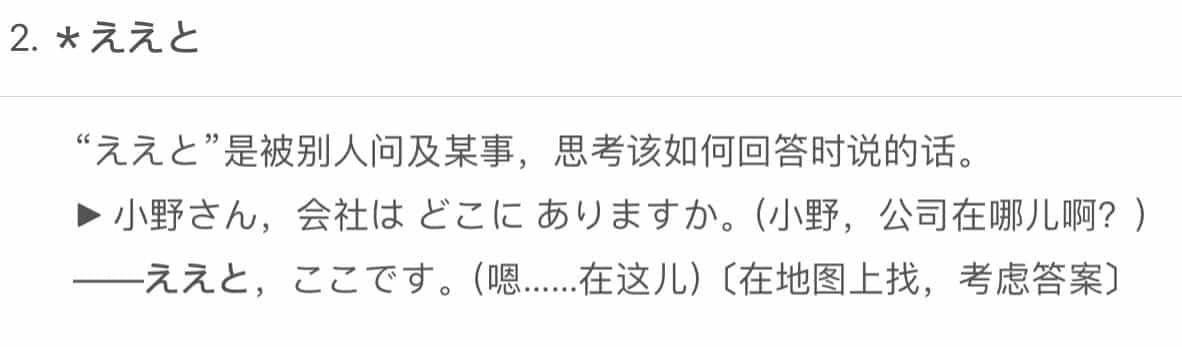 2. *ええと
“ええと”是被别人问及某事，思考该如何回答时说的话。
▶ 小野さん，会社は どこに ありますか。(小野，公司在哪儿啊？)
——ええと，ここです。(嗯……在这儿)〔在地图上找，考虑答案〕